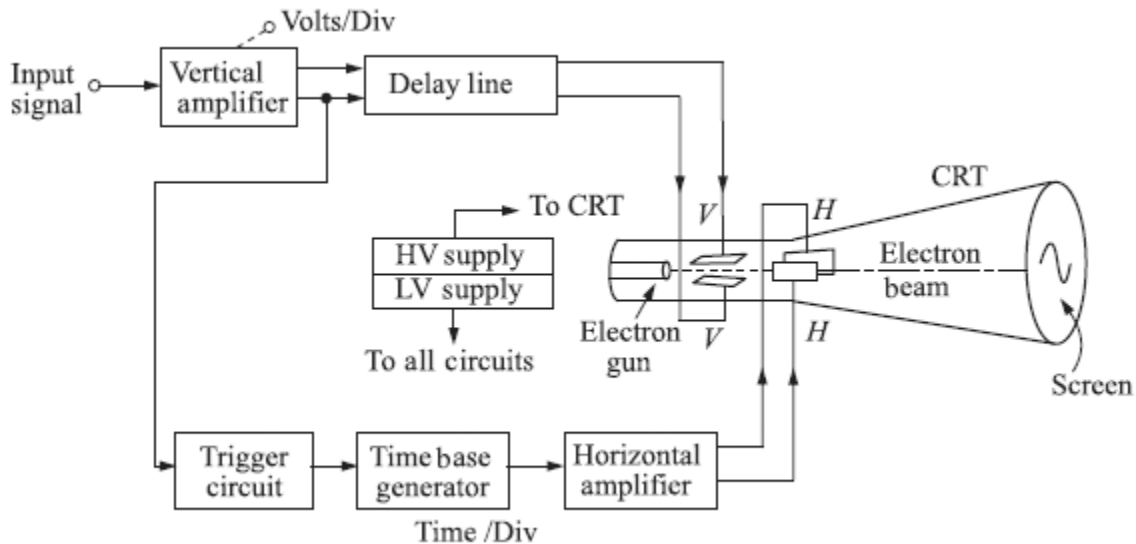 Volts/Div
Input
signal
Vertical
amplifier
Delay line
CRT
To CRT
V
H
HV supply
LV supply
Electron
beam
Electron
gun
V
H
To all circuits
Screen
Trigger
circuit
Time base
generator
Horizontal
amplifier
Time /Div